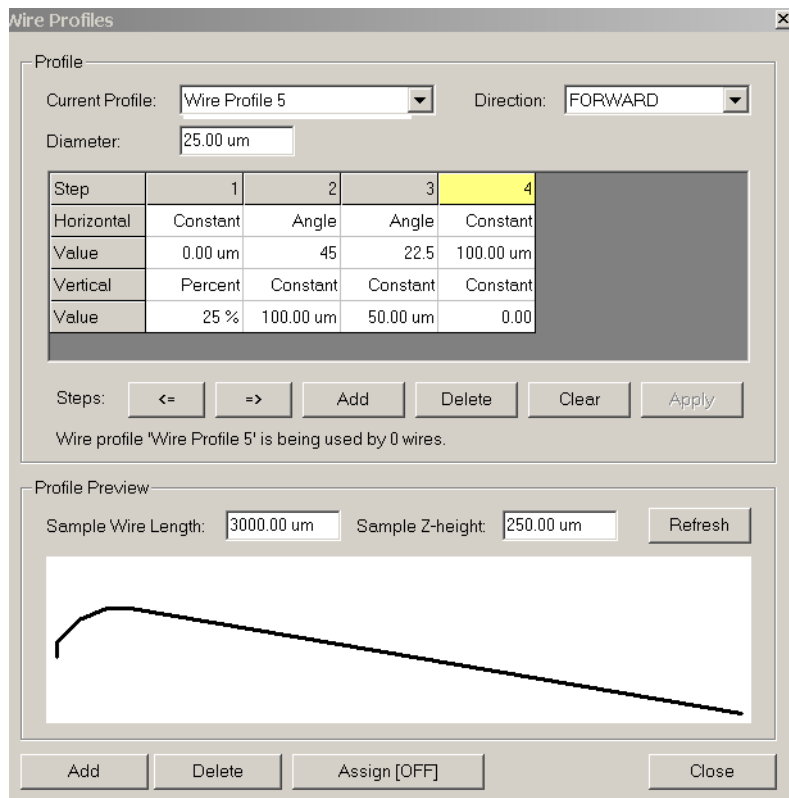 Wire Profiles
Profile
Current Profile: Wire Profile 5 Direction: FORWARD
Diameter: 25.00 um
Step 1 2 3 4
Horizontal Constant Angle Angle Constant
Value 0.00 um 45 22.5 100.00 um
Vertical Percent Constant Constant Constant
Value 25 % 100.00 um 50.00 um 0.00
Steps: <= => Add Delete Clear Apply
Wire profile 'Wire Profile 5' is being used by 0 wires.
Profile Preview
Sample Wire Length: 3000.00 um Sample Z-height: 250.00 um Refresh
Add Delete Assign [OFF] Close